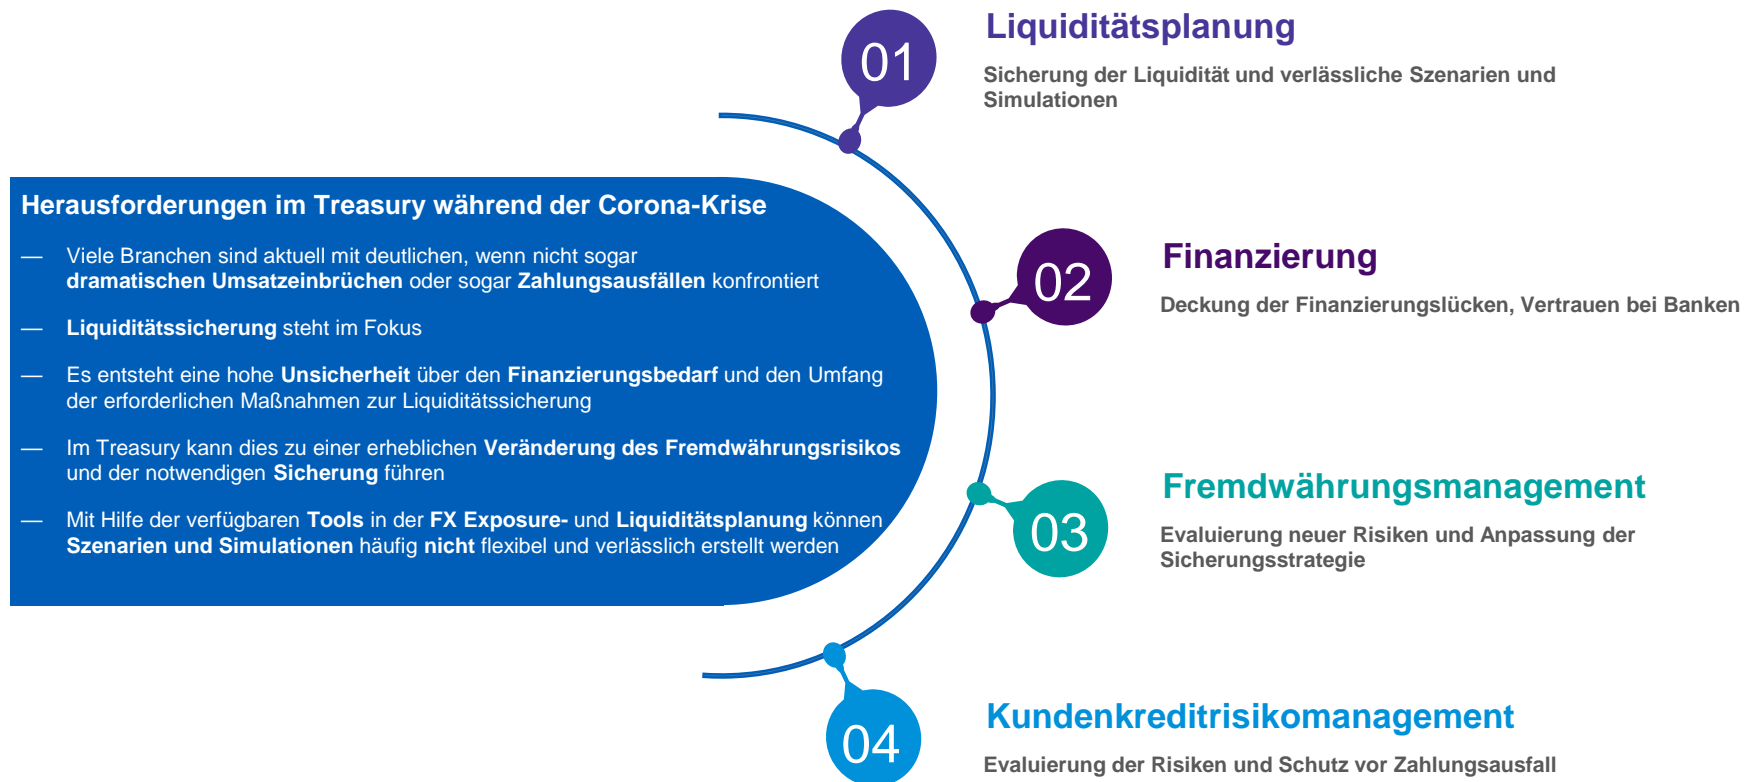 Herausforderungen im Treasury während der Corona-Krise
— Viele Branchen sind aktuell mit deutlichen, wenn nicht sogar
dramatischen Umsatzeinbrüchen oder sogar Zahlungsausfällen konfrontiert
— Liquiditätssicherung steht im Fokus
— Es entsteht eine hohe Unsicherheit über den Finanzierungsbedarf und den Umfang
der erforderlichen Maßnahmen zur Liquiditätssicherung
— Im Treasury kann dies zu einer erheblichen Veränderung des Fremdwährungsrisikos
und der notwendigen Sicherung führen
— Mit Hilfe der verfügbaren Tools in der FX Exposure- und Liquiditätsplanung können
Szenarien und Simulationen häufig nicht flexibel und verlässlich erstellt werden
01
Liquiditätsplanung
Sicherung der Liquidität und verlässliche Szenarien und
Simulationen
02
Finanzierung
Deckung der Finanzierungslücken, Vertrauen bei Banken
03
Fremdwährungsmanagement
Evaluierung neuer Risiken und Anpassung der
Sicherungsstrategie
04
Kundenkreditrisikomanagement
Evaluierung der Risiken und Schutz vor Zahlungsausfall